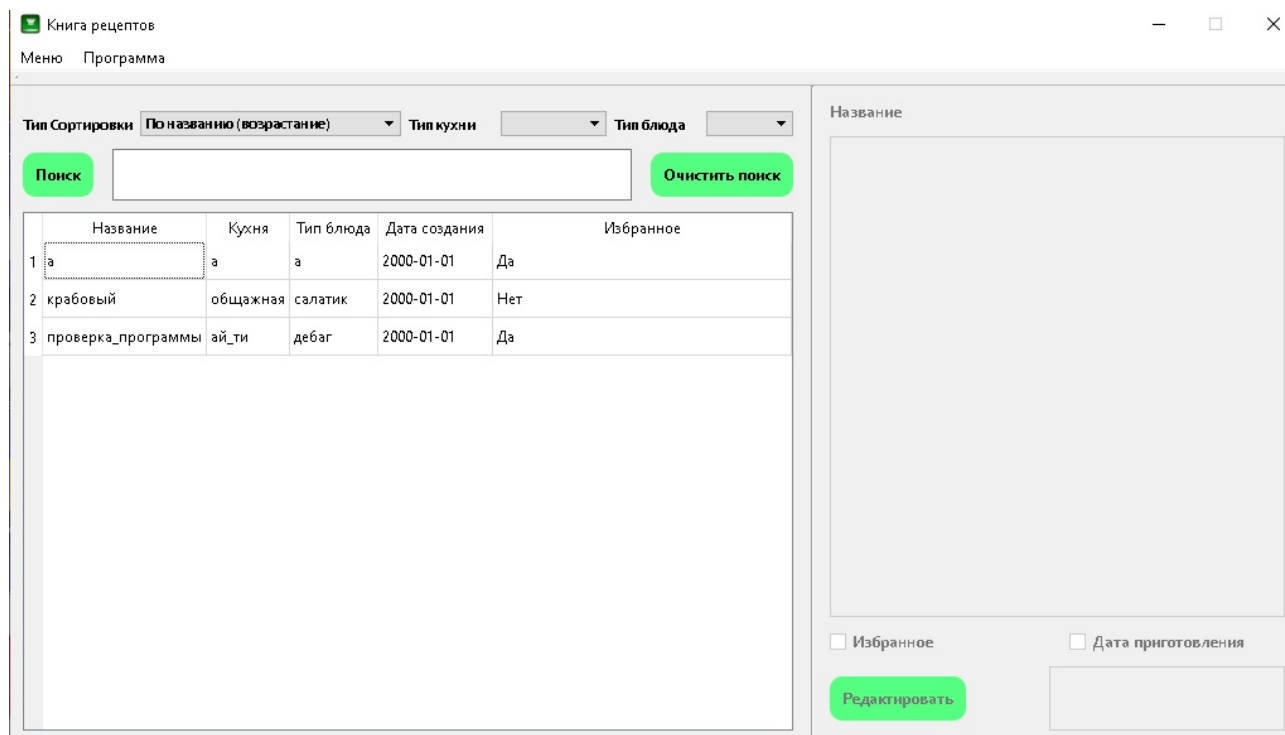 Книга рецептов
Меню Программа
Тип Сортировки По названию (возрастание) Тип кухни Тип блюда
Поиск Очистить поиск
Название Кухня Тип блюда Дата создания Избранное
1 а а а 2000-01-01 Да
2 крабовый общажная салатик 2000-01-01 Нет
3 проверка_программы ай_ти дебаг 2000-01-01 Да
Название
Избранное Дата приготовления
Редактировать